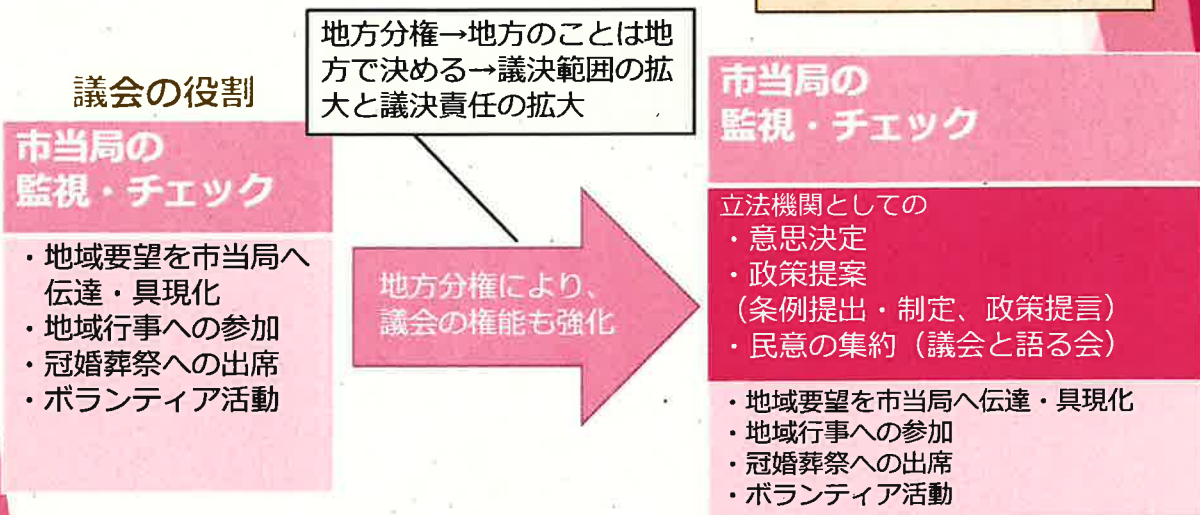 議会の役割
市当局の
監視・チェック
・地域要望を市当局へ
伝達・具現化
・地域行事への参加
・冠婚葬祭への出席
・ボランティア活動
地方分権→地方のことは地
方で決める→議決範囲の拡
大と議決責任の拡大
地方分権により、
議会の権能も強化
市当局の
監視・チェック
立法機関としての
・意思決定
・政策提案
（条例提出・制定、政策提言）
・民意の集約（議会と語る会）
・地域要望を市当局へ伝達・具現化
・地域行事への参加
・冠婚葬祭への出席
・ボランティア活動